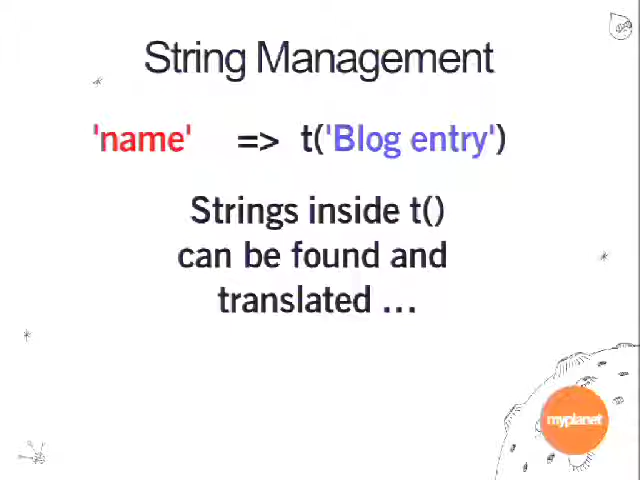 String Management
'name' => t('Blog entry')
Strings inside t()
can be found and
translated ...
myplanet